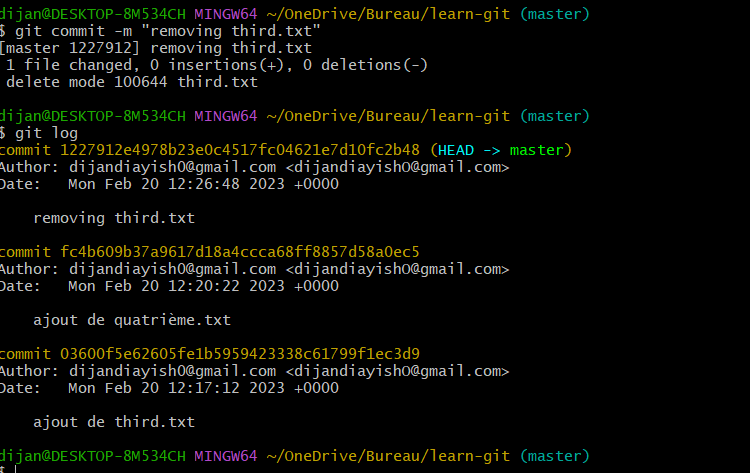 dijan@DESKTOP-8M534CH MINGW64 ~/OneDrive/Bureau/learn-git (master)
$ git commit -m "removing third.txt"
[master 1227912] removing third.txt
 1 file changed, 0 insertions(+), 0 deletions(-)
 delete mode 100644 third.txt

dijan@DESKTOP-8M534CH MINGW64 ~/OneDrive/Bureau/learn-git (master)
$ git log
commit 1227912e4978b23e0c4517fc04621e7d10fc2b48 (HEAD -> master)
Author: dijandiayish0@gmail.com <dijandiayish0@gmail.com>
Date:   Mon Feb 20 12:26:48 2023 +0000

    removing third.txt

commit fc4b609b37a9617d18a4ccca68ff8857d58a0ec5
Author: dijandiayish0@gmail.com <dijandiayish0@gmail.com>
Date:   Mon Feb 20 12:20:22 2023 +0000

    ajout de quatrième.txt

commit 03600f5e62605fe1b5959423338c61799f1ec3d9
Author: dijandiayish0@gmail.com <dijandiayish0@gmail.com>
Date:   Mon Feb 20 12:17:12 2023 +0000

    ajout de third.txt

dijan@DESKTOP-8M534CH MINGW64 ~/OneDrive/Bureau/learn-git (master)
$